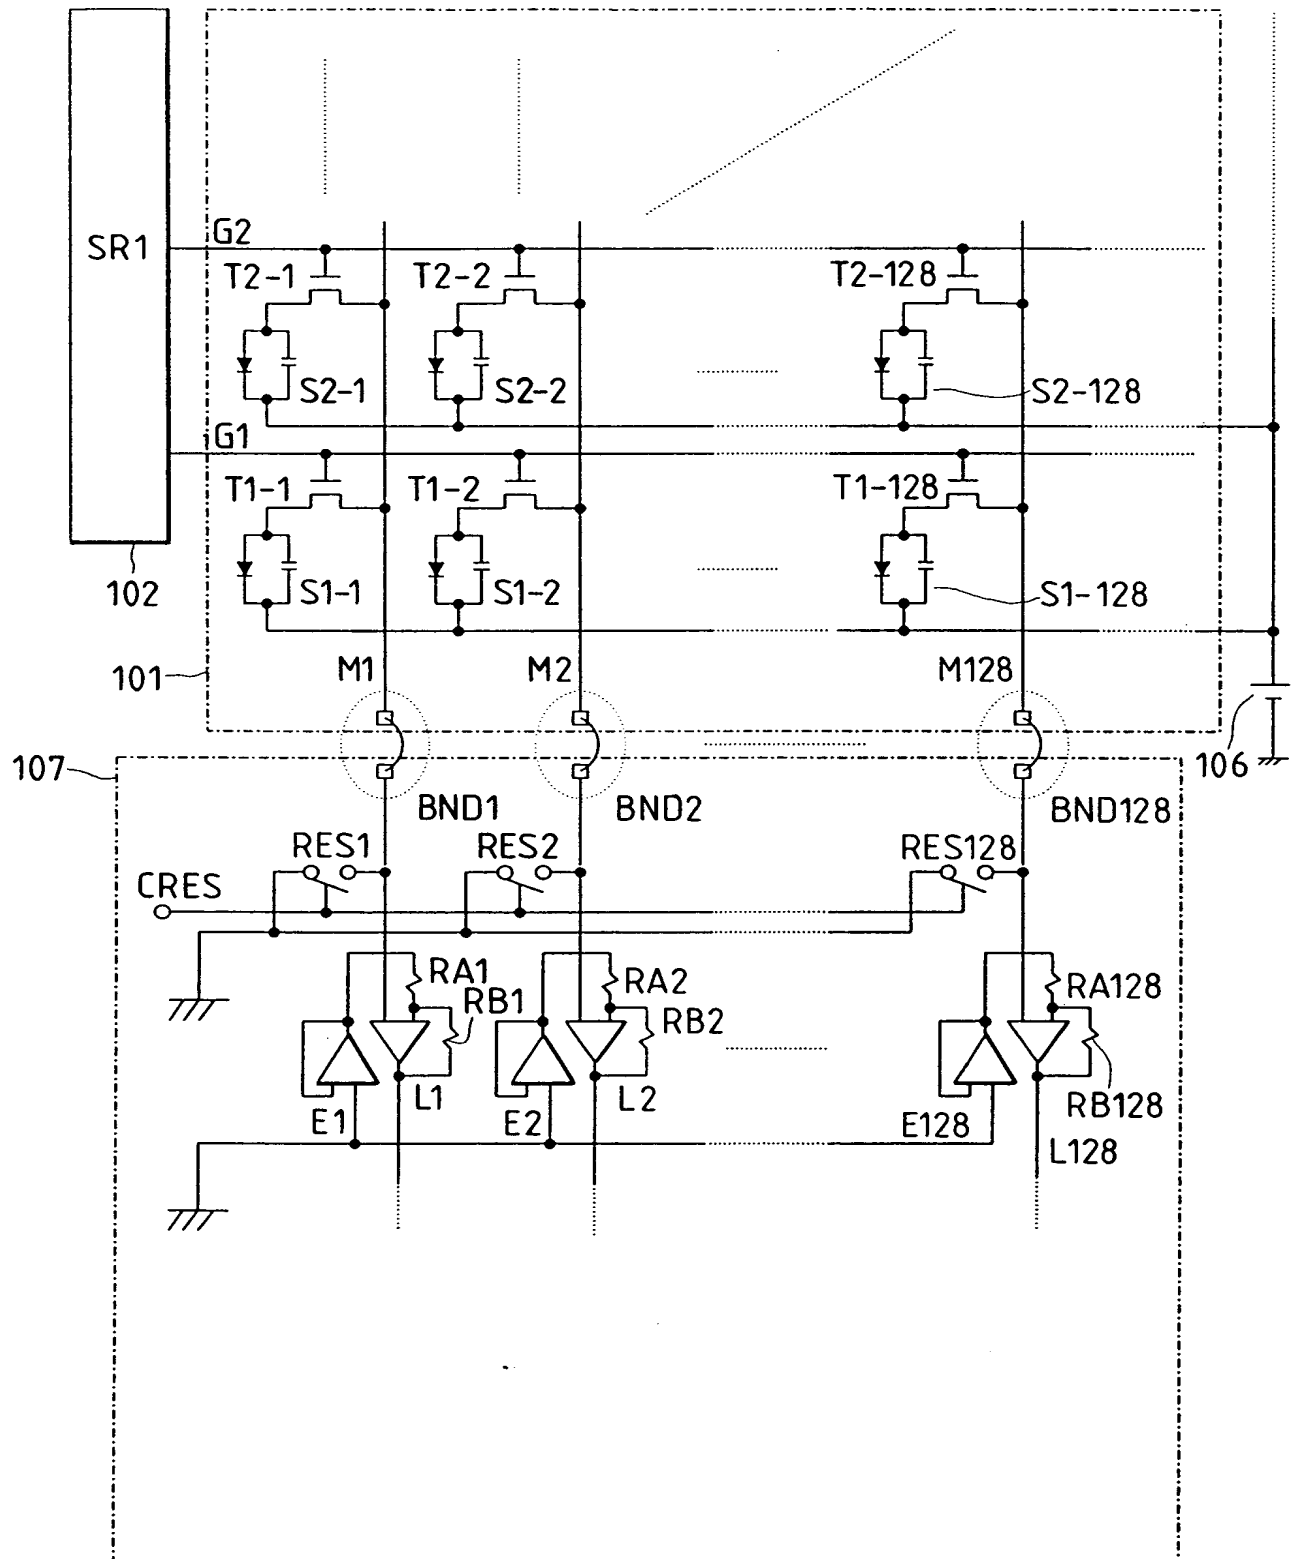 SR1
G2
T2-1
T2-2
T2-128
S2-1
S2-2
S2-128
G1
T1-1
T1-2
T1-128
102
S1-1
S1-2
S1-128
101
M1
M2
M128
107
106
BND1
BND2
BND128
RES1
RES2
RES128
CRES
RA1
RA2
RA128
RB1
RB2
L1
L2
RB128
E1
E2
E128
L128